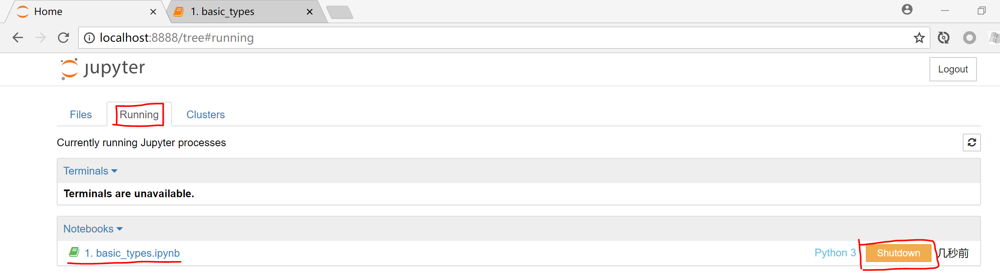 Home
1. basic_types
localhost:8888/tree#running
jupyter
Logout
Files Running Clusters
Currently running Jupyter processes
Terminals
Terminals are unavailable.
Notebooks
1. basic_types.ipynb Python 3 Shutdown 几秒前